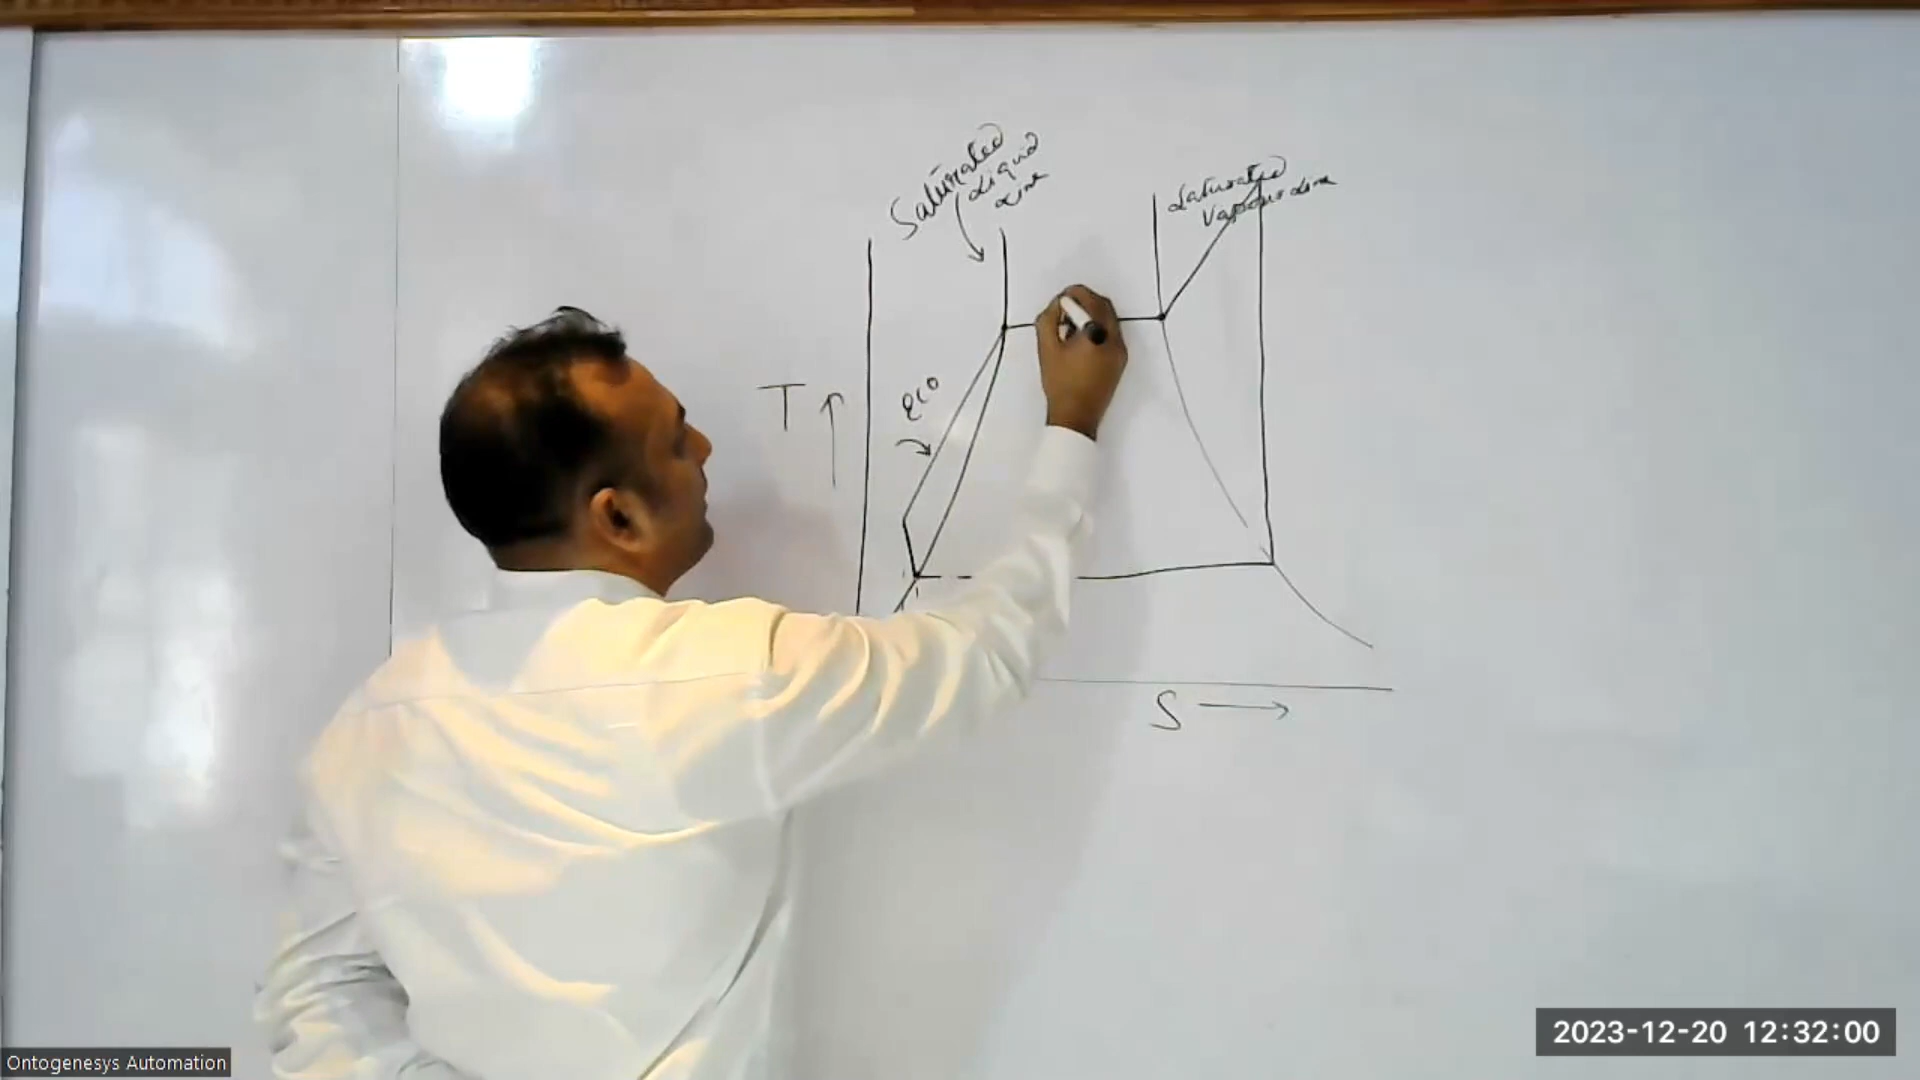 Saturated
Liquid
Line
Saturated
Vapour Line
eco
T
S
2023-12-20 12:32:00
Ontogenesys Automation